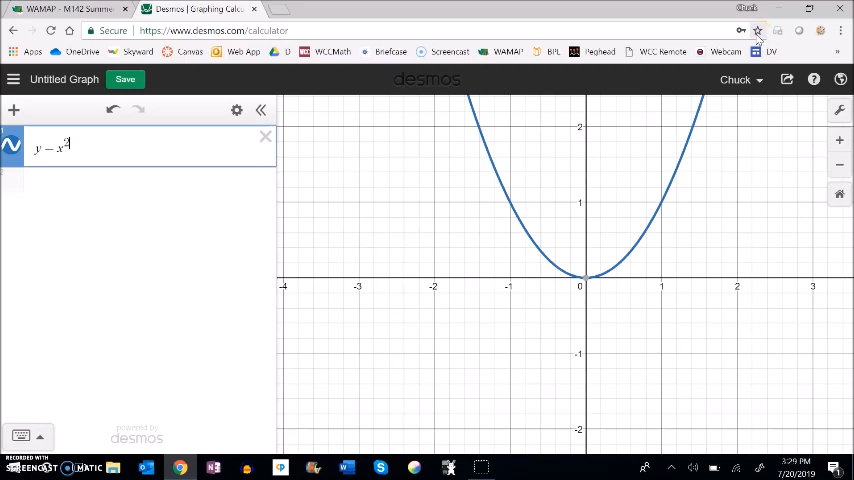 WAMAP - M142 Summer
Desmos | Graphing Calcu
Chuck
Secure
https://www.desmos.com/calculator
Apps OneDrive Skyward Canvas Web App D WCCMath Briefcase Screencast WAMAP BPL Peghead WCC Remote Webcam DV »
Untitled Graph Save desmos Chuck
y – x²
2
2
1
-4 -3 -2 -1 0 1 2 3
-1
-2
powered by
desmos
RECORDED WITH
SCREENCAST MATIC
3:29 PM
7/20/2019